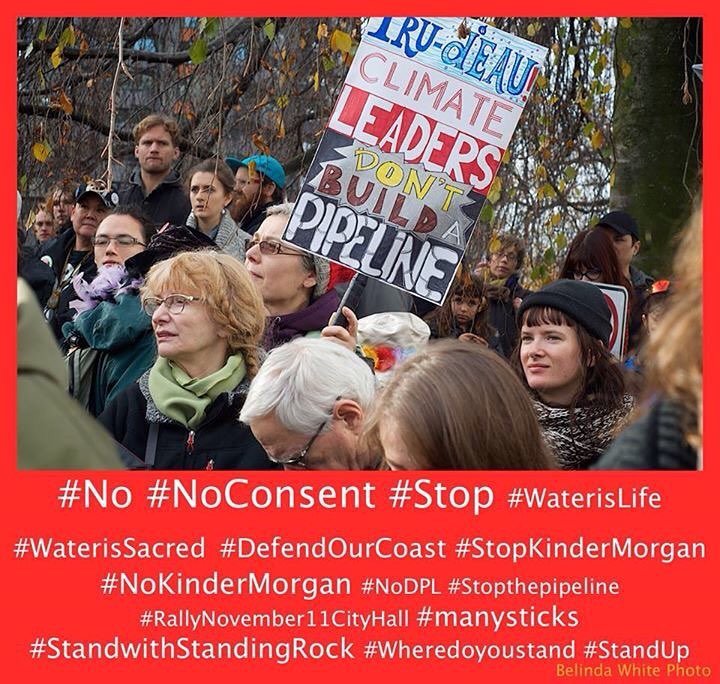 TRU-dEAU!
CLIMATE
LEADERS
DON'T
BUILD A
PIPELINE
#No #NoConsent #Stop #WaterisLife
#WaterisSacred #DefendOurCoast #StopKinderMorgan
#NoKinderMorgan #NoDPL #Stopthepipeline
#RallyNovember11CityHall #manysticks
#StandwithStandingRock #Wheredoyoustand #StandUp
Belinda White Photo